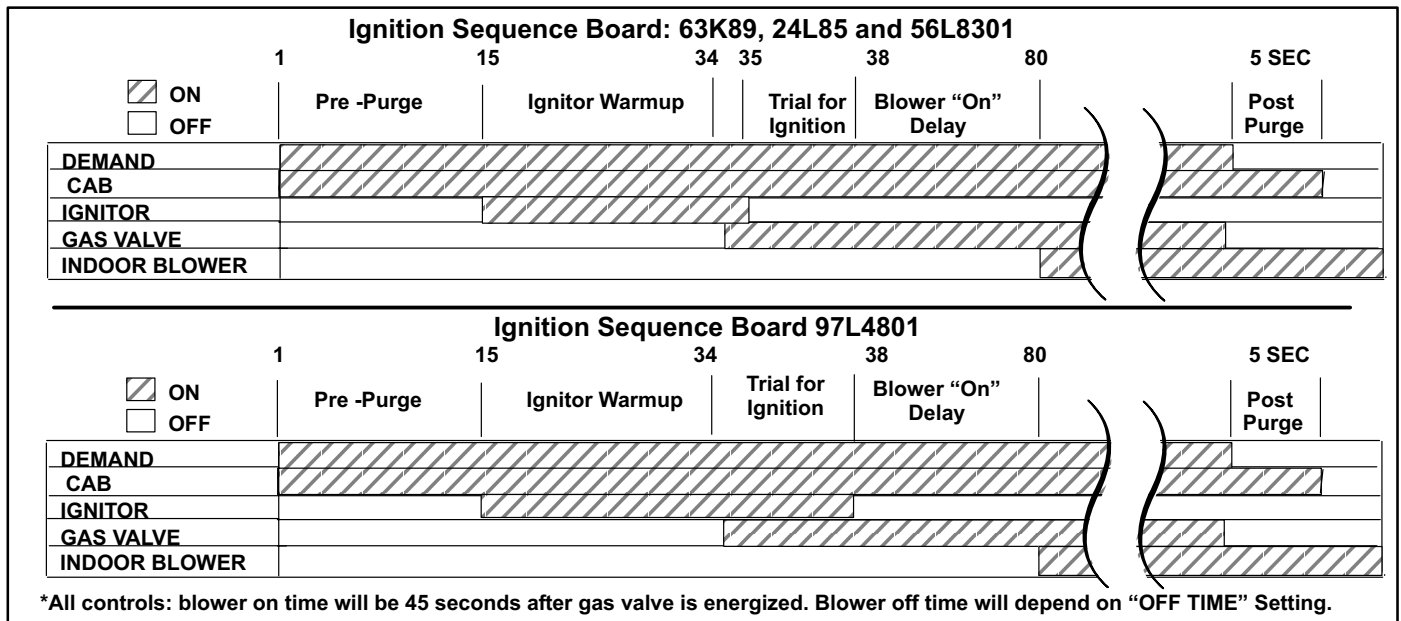 Ignition Sequence Board: 63K89, 24L85 and 56L8301
1 15 34 35 38 80 5 SEC
ON
OFF
Pre -Purge
Ignitor Warmup
Trial for
Ignition
Blower “On”
Delay
Post
Purge
DEMAND
CAB
IGNITOR
GAS VALVE
INDOOR BLOWER
Ignition Sequence Board 97L4801
1 15 34 38 80 5 SEC
ON
OFF
Pre -Purge
Ignitor Warmup
Trial for
Ignition
Blower “On”
Delay
Post
Purge
DEMAND
CAB
IGNITOR
GAS VALVE
INDOOR BLOWER
*All controls: blower on time will be 45 seconds after gas valve is energized. Blower off time will depend on “OFF TIME” Setting.